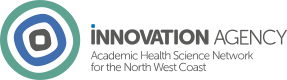 INNOVATION AGENCY
Academic Health Science Network
for the North West Coast